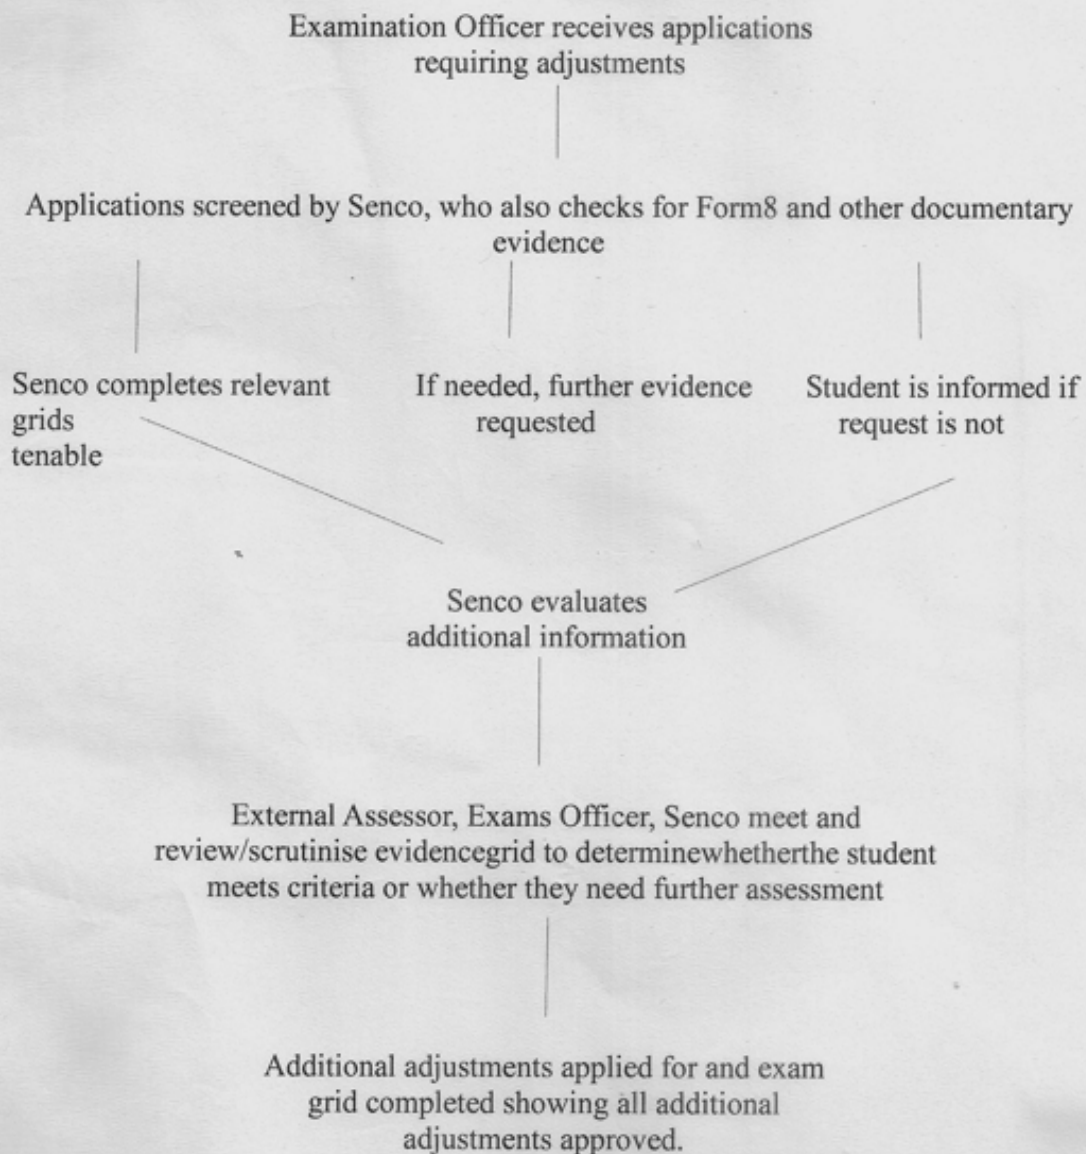 Examination Officer receives applications
requiring adjustments
Applications screened by Senco, who also checks for Form8 and other documentary
evidence
Senco completes relevant
grids
tenable
If needed, further evidence
requested
Student is informed if
request is not
Senco evaluates
additional information
External Assessor, Exams Officer, Senco meet and
review/scrutinise evidencegrid to determinewhetherthe student
meets criteria or whether they need further assessment
Additional adjustments applied for and exam
grid completed showing all additional
adjustments approved.